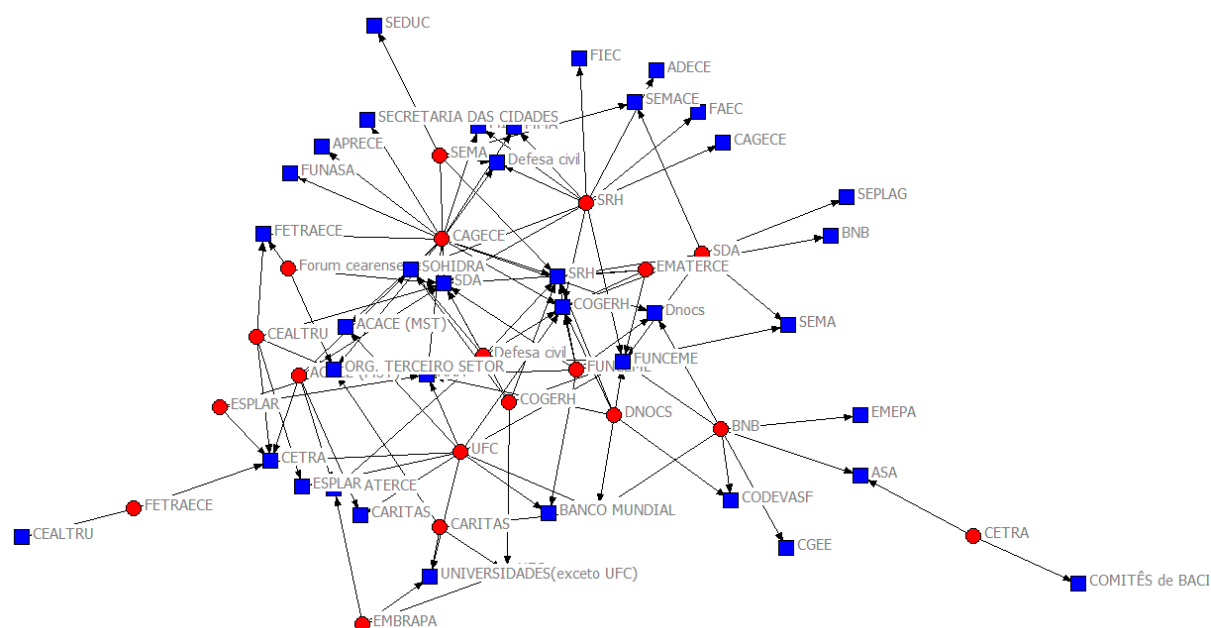 SEDUC
FIEC
ADECE
SEMACE
FAEC
SECRETARIA DAS CIDADES
APRECE
SEMA
Defesa civil
CAGECE
FUNASA
SRH
SEPLAG
FETRAECE
CAGECE
BNB
SDA
Forum cearense
SOHIDRA
SRH
EMATERCE
SDA
COGERH
Dnocs
ACACE (MST)
SEMA
CEALTRU
Defesa civil
ORG. TERCEIRO SETOR
FUNCEME
ESPLAR
COGERH
DNOCS
EMEPA
BNB
UFC
CETRA
ASA
ESPLAR
CODEVASF
FETRAECE
CARITAS
BANCO MUNDIAL
CARITAS
CEALTRU
CETRA
CGEE
UNIVERSIDADES(exceto UFC)
COMITÊS de BACI
EMBRAPA